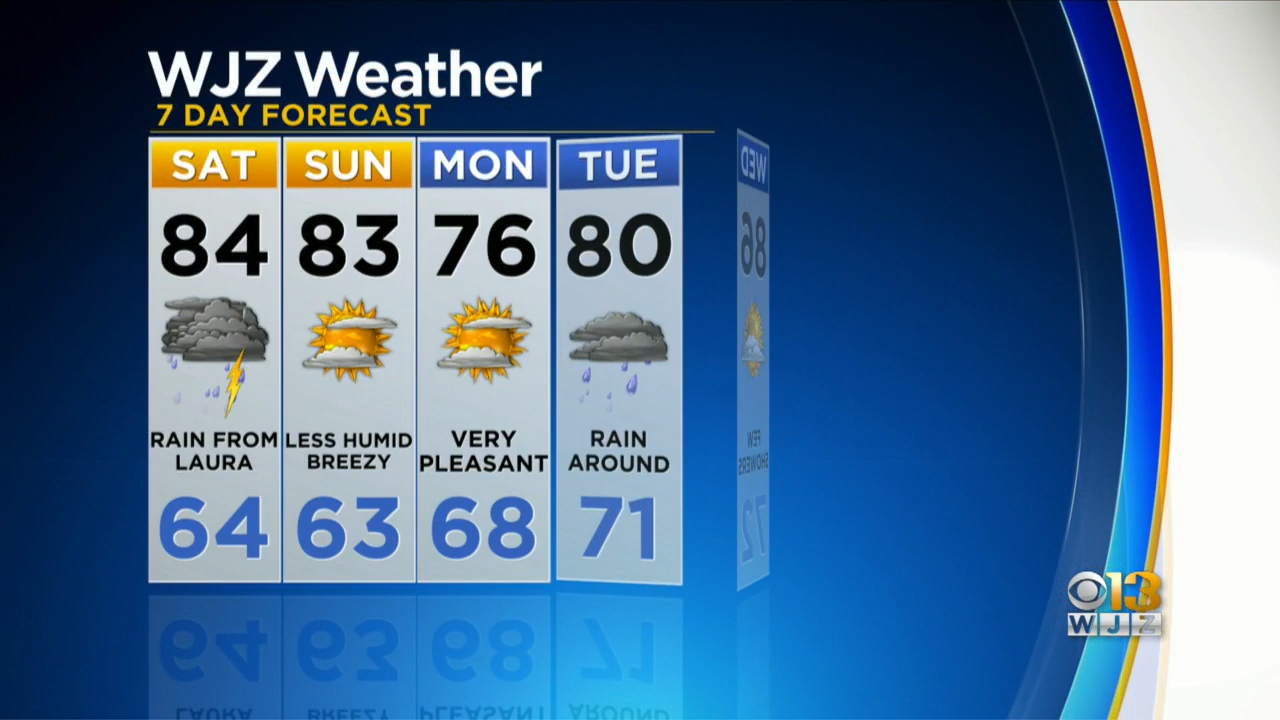 WJZ Weather
7 DAY FORECAST
SAT
84
RAIN FROM
LAURA
64
SUN
83
LESS HUMID
BREEZY
63
MON
76
VERY
PLEASANT
68
TUE
80
RAIN
AROUND
71
WED
86
FEW
SHOWERS
72
13
WJZ